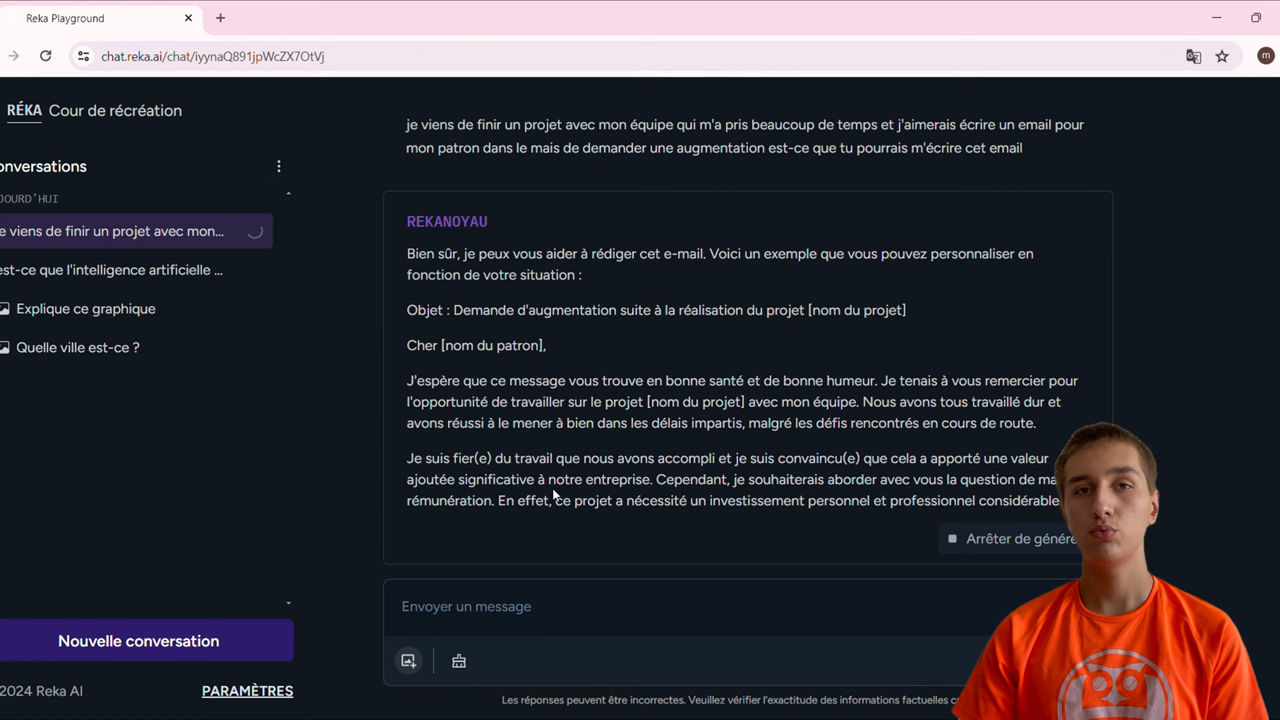 Reka Playground
chat.reka.ai/chat/iyynaQ891jpWcZX7OtVj
m
RÉKA Cour de récréation
onversations
JOURD'HUI
e viens de finir un projet avec mon...
est-ce que l'intelligence artificielle ...
Explique ce graphique
Quelle ville est-ce ?
Nouvelle conversation
2024 Reka AI
PARAMÈTRES
je viens de finir un projet avec mon équipe qui m'a pris beaucoup de temps et j'aimerais écrire un email pour
mon patron dans le mais de demander une augmentation est-ce que tu pourrais m'écrire cet email
REKANOYAU
Bien sûr, je peux vous aider à rédiger cet e-mail. Voici un exemple que vous pouvez personnaliser en
fonction de votre situation :
Objet : Demande d'augmentation suite à la réalisation du projet [nom du projet]
Cher [nom du patron],
J'espère que ce message vous trouve en bonne santé et de bonne humeur. Je tenais à vous remercier pour
l'opportunité de travailler sur le projet [nom du projet] avec mon équipe. Nous avons tous travaillé dur et
avons réussi à le mener à bien dans les délais impartis, malgré les défis rencontrés en cours de route.
Je suis fier(e) du travail que nous avons accompli et je suis convaincu(e) que cela a apporté une valeur
ajoutée significative à notre entreprise. Cependant, je souhaiterais aborder avec vous la question de ma
rémunération. En effet, ce projet a nécessité un investissement personnel et professionnel considérable
Arrêter de génére
Envoyer un message
Les réponses peuvent être incorrectes. Veuillez vérifier l'exactitude des informations factuelles c